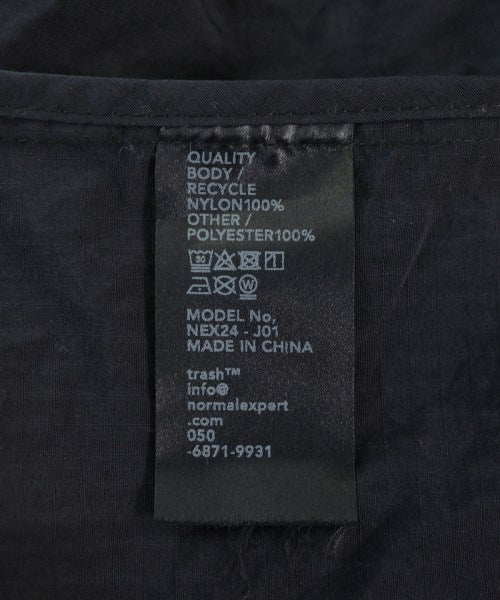 QUALITY
BODY /
RECYCLE
NYLON100%
OTHER /
POLYESTER100%
30
W
MODEL No,
NEX24 - J01
MADE IN CHINA
trash™
info@
normalexpert
.com
050
-6871-9931